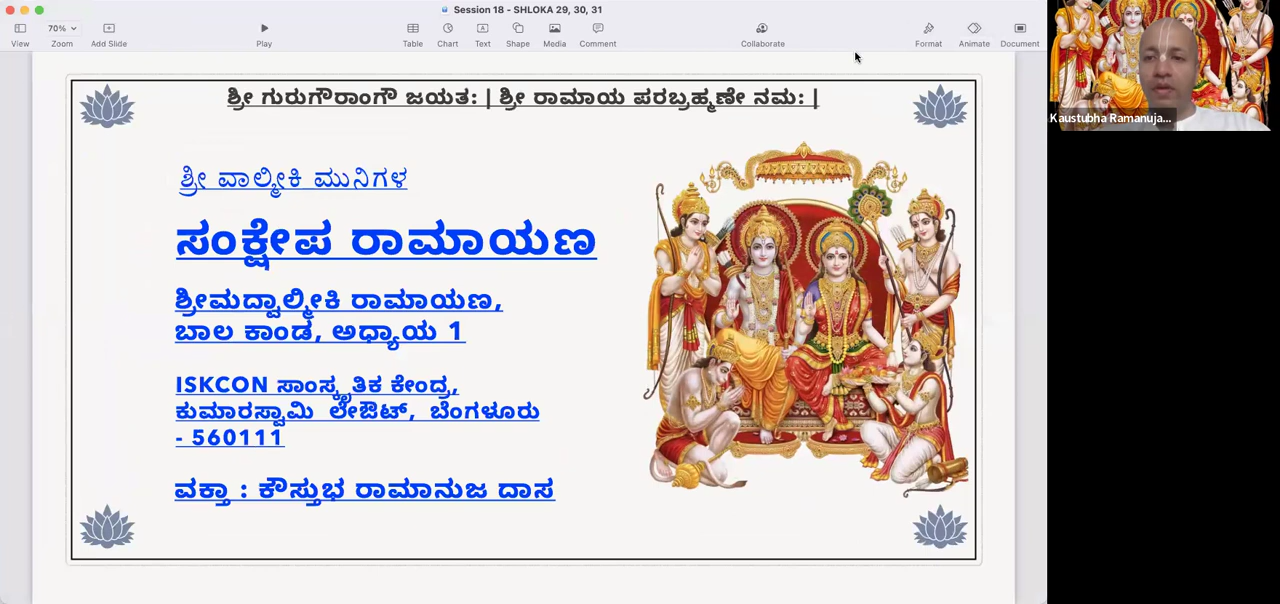 Session 18 - SHLOKA 29, 30, 31
70%
View
Zoom
Add Slide
Play
Table
Chart
Text
Shape
Media
Comment
Collaborate
Format
Animate
Document
ಶ್ರೀ ಗುರುಗೌರಾಂಗೌ ಜಯತಃ | ಶ್ರೀ ರಾಮಾಯ ಪರಬ್ರಹ್ಮಣೇ ನಮಃ |
ಶ್ರೀ ವಾಲ್ಮೀಕಿ ಮುನಿಗಳ
ಸಂಕ್ಷೇಪ ರಾಮಾಯಣ
ಶ್ರೀಮದ್ವಾಲ್ಮೀಕಿ ರಾಮಾಯಣ,
ಬಾಲ ಕಾಂಡ, ಅಧ್ಯಾಯ 1
ISKCON ಸಾಂಸ್ಕೃತಿಕ ಕೇಂದ್ರ,
ಕುಮಾರಸ್ವಾಮಿ ಲೇಔಟ್, ಬೆಂಗಳೂರು
- 560111
ವಕ್ತಾ : ಕೌಸ್ತುಭ ರಾಮಾನುಜ ದಾಸ
Kaustubha Ramanuja...